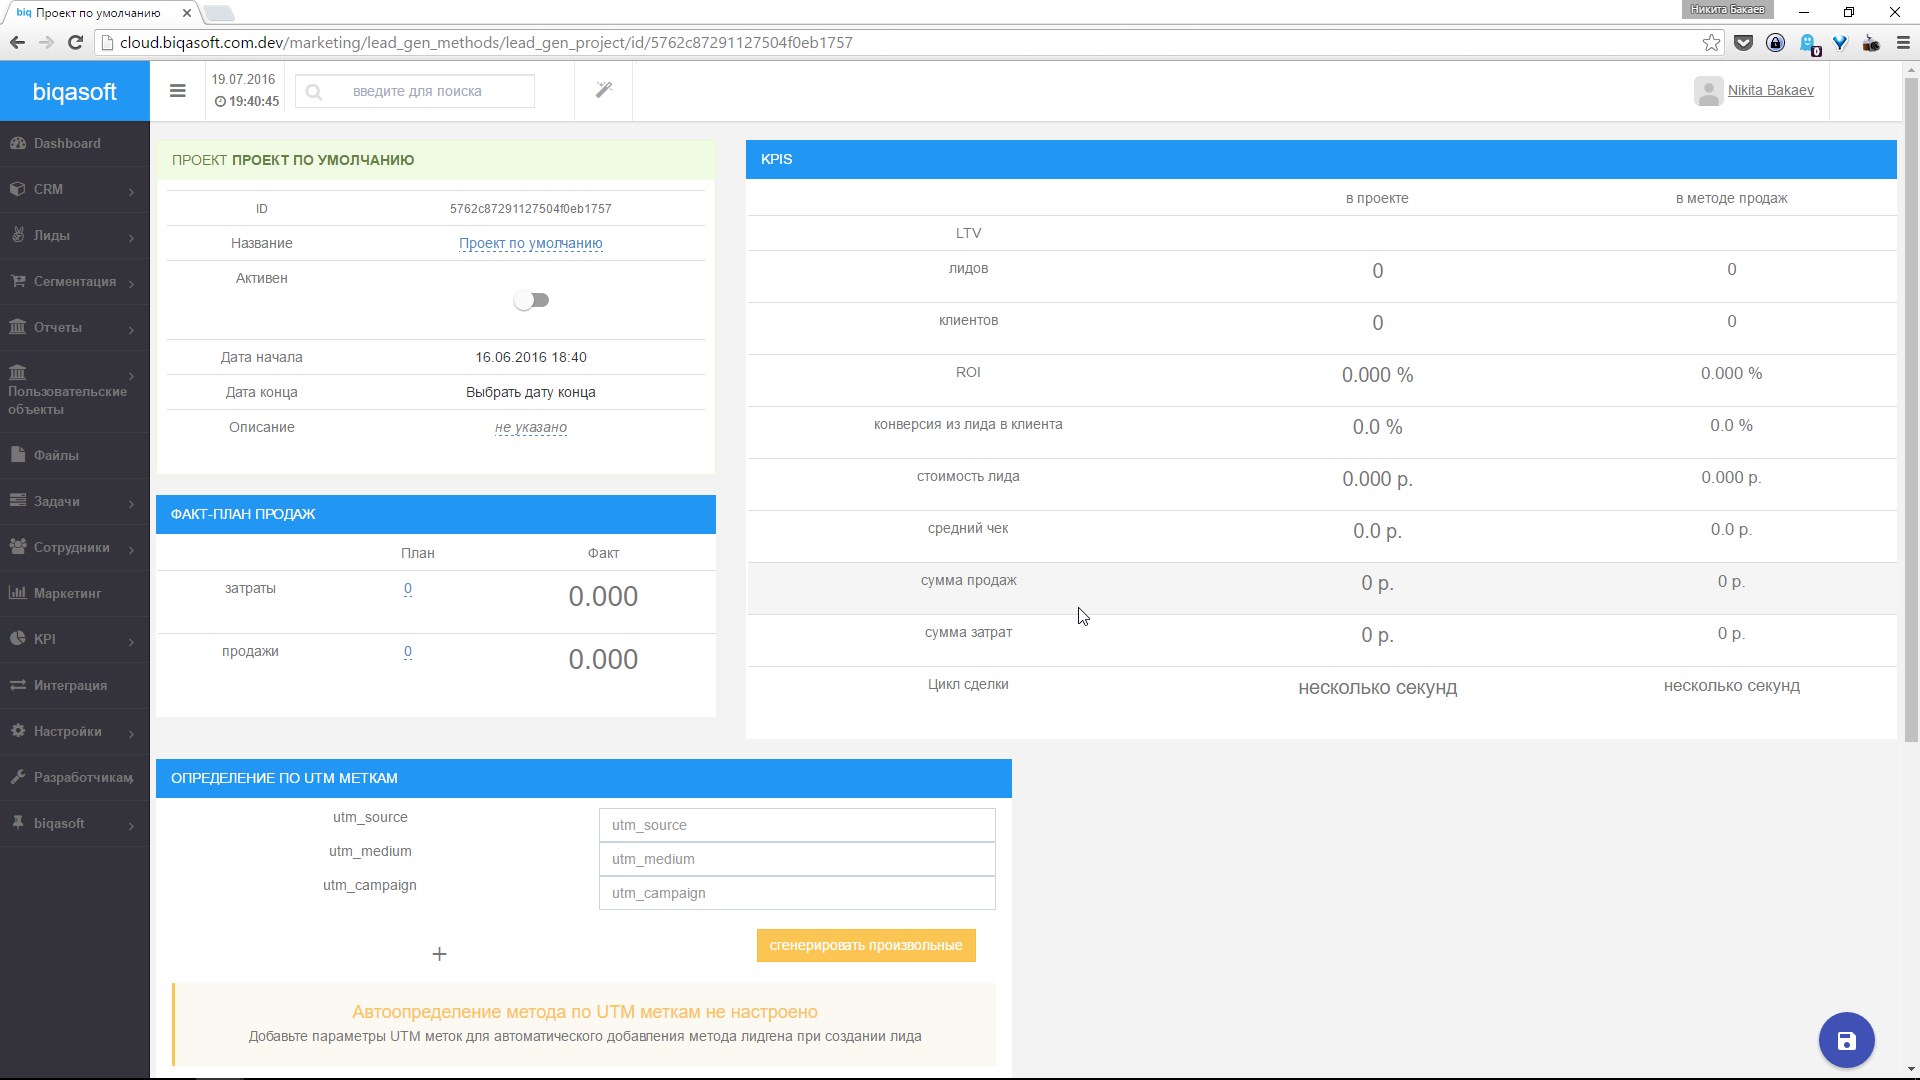 biq Проект по умолчанию
Никита Бакаев
cloud.biqasoft.com.dev/marketing/lead_gen_methods/lead_gen_project/id/5762c87291127504f0eb1757
0
biqasoft
19.07.2016
19:40:45
введите для поиска
Nikita Bakaev
Dashboard
CRM
Лиды
Сегментация
Отчеты
Пользовательские
объекты
Файлы
Задачи
Сотрудники
Маркетинг
KPI
Интеграция
Настройки
Разработчикам
biqasoft
ПРОЕКТ ПРОЕКТ ПО УМОЛЧАНИЮ
ID 5762c87291127504f0eb1757
Название Проект по умолчанию
Активен
Дата начала 16.06.2016 18:40
Дата конца Выбрать дату конца
Описание не указано
ФАКТ-ПЛАН ПРОДАЖ
План Факт
затраты 0 0.000
продажи 0 0.000
KPIS
в проекте в методе продаж
LTV
лидов 0 0
клиентов 0 0
ROI 0.000 % 0.000 %
конверсия из лида в клиента 0.0 % 0.0 %
стоимость лида 0.000 р. 0.000 р.
средний чек 0.0 р. 0.0 р.
сумма продаж 0 р. 0 р.
сумма затрат 0 р. 0 р.
Цикл сделки несколько секунд несколько секунд
ОПРЕДЕЛЕНИЕ ПО UTM МЕТКАМ
utm_source utm_source
utm_medium utm_medium
utm_campaign utm_campaign
+ сгенерировать произвольные
Автоопределение метода по UTM меткам не настроено
Добавьте параметры UTM меток для автоматического добавления метода лидгена при создании лида